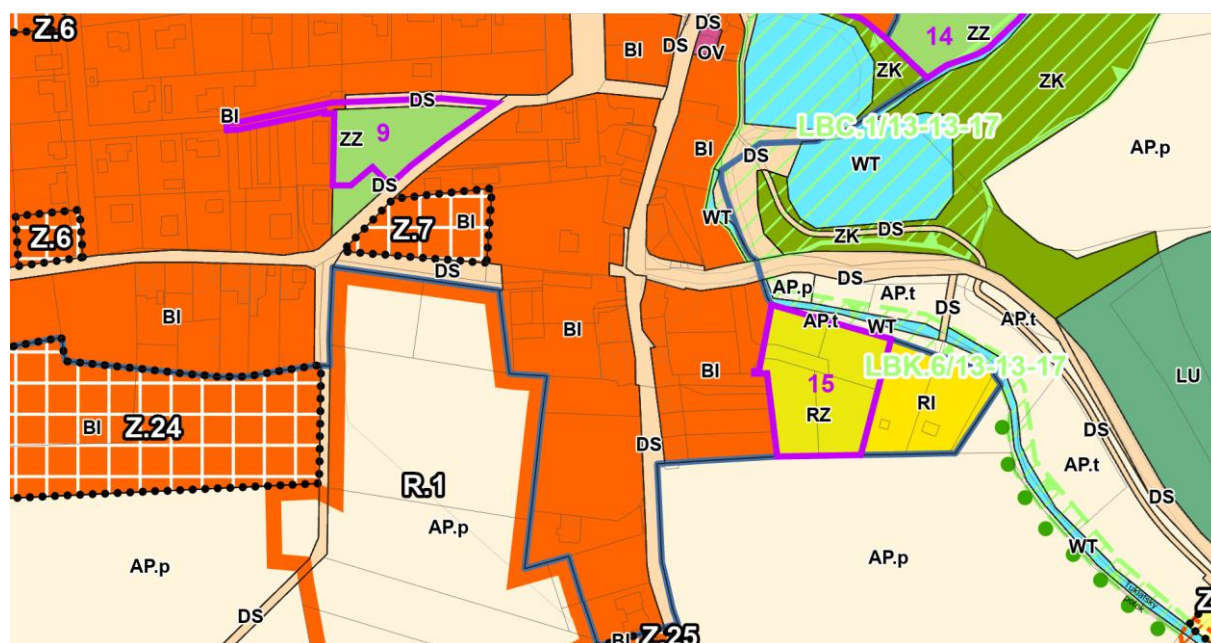 Z.6
BI
DS
DS
OV
14
ZZ
ZK
ZK
BI
DS
ZZ
9
LBC.1/13-13-17
AP.p
BI
DS
WT
DS
Z.6
Z.7
BI
WT
ZK
DS
DS
AP.p
DS
AP.t
DS
BI
BI
AP.t
WT
AP.t
LBK.6/13-13-17
BI
15
LU
RZ
RI
BI
Z.24
DS
DS
AP.t
R.1
AP.p
DS
AP.p
AP.p
WT
DS
Tuklatský
potok
Z
BI
Z.25